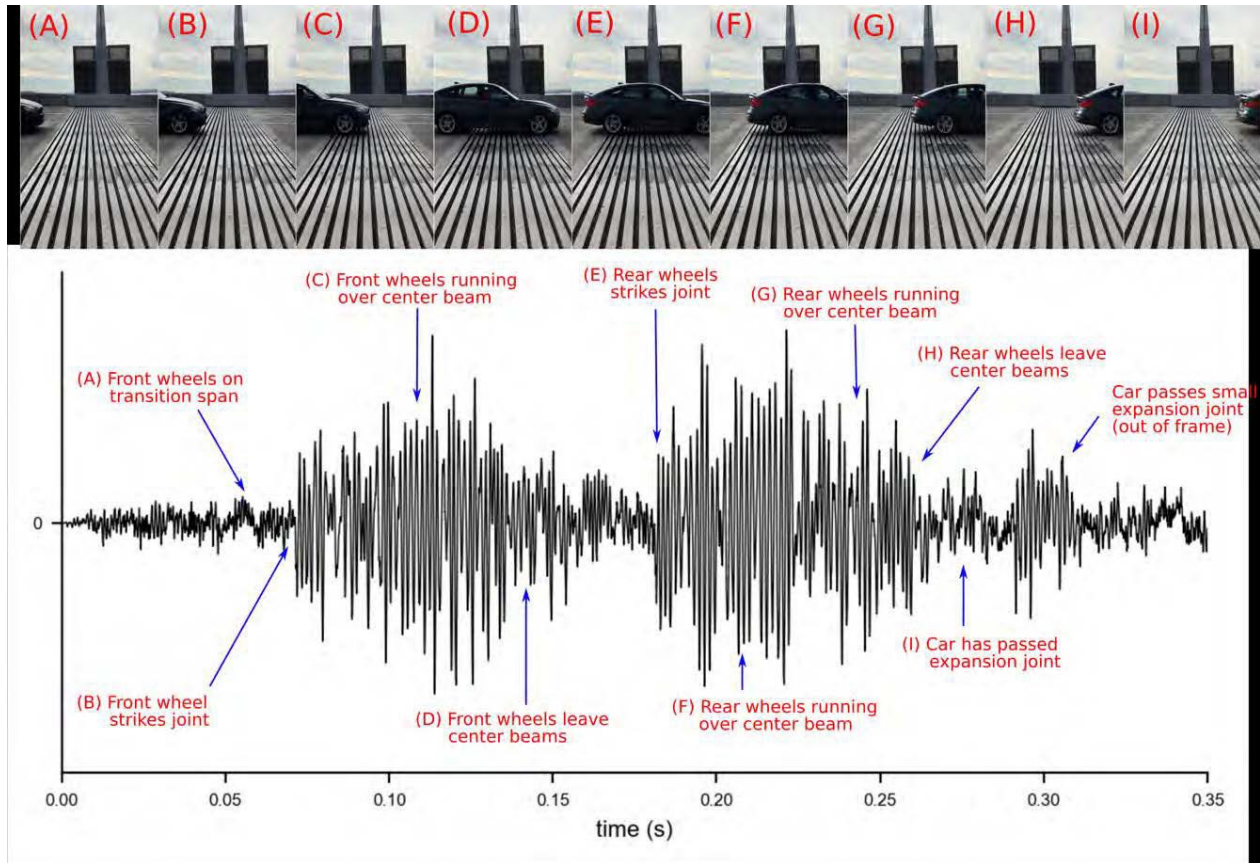 (A)
(B)
(C)
(D)
(E)
(F)
(G)
(H)
(I)
(C) Front wheels running
over center beam
(E) Rear wheels
strikes joint
(G) Rear wheels running
over center beam
(H) Rear wheels leave
center beams
(A) Front wheels on
transition span
Car passes small
expansion joint
(out of frame)
0
(I) Car has passed
expansion joint
(B) Front wheel
strikes joint
(D) Front wheels leave
center beams
(F) Rear wheels running
over center beam
0.00
0.05
0.10
0.15
0.20
0.25
0.30
0.35
time (s)